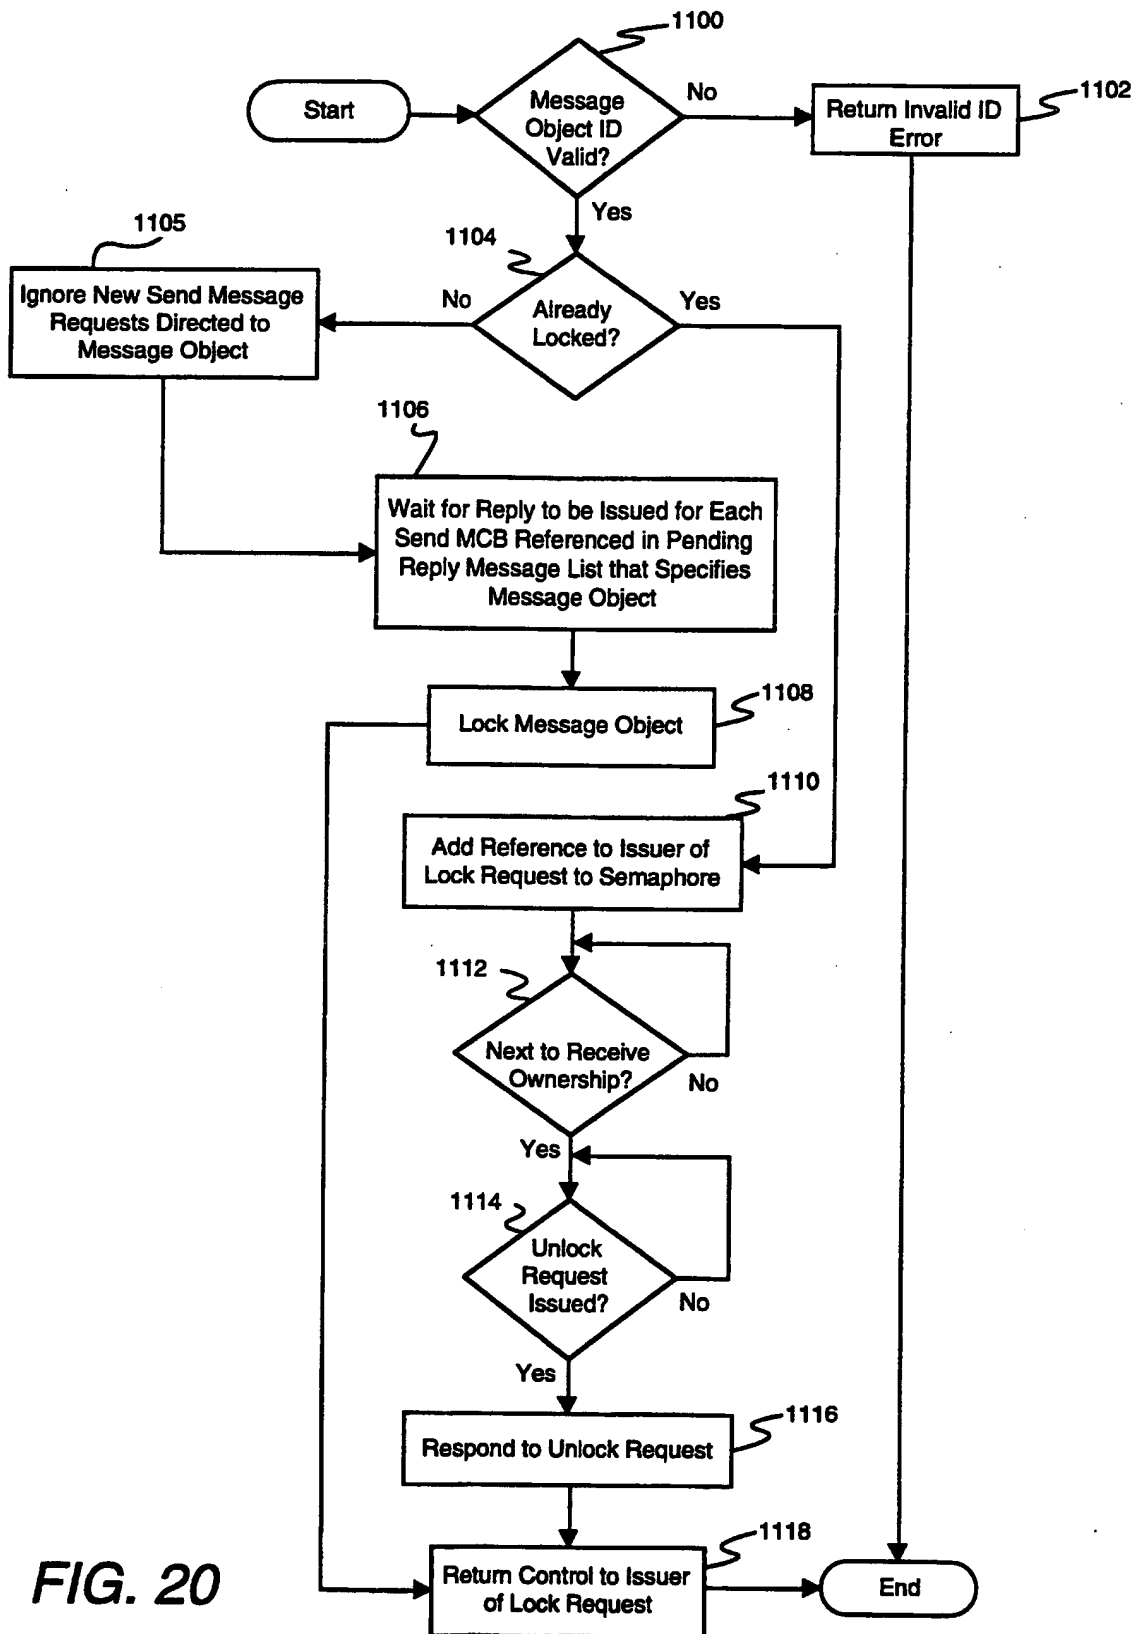 1100
Start
Message
Object ID
Valid?
No
Return Invalid ID
Error
1102
Yes
1105
1104
Ignore New Send Message
Requests Directed to
Message Object
No
Already
Locked?
Yes
1106
Wait for Reply to be Issued for Each
Send MCB Referenced in Pending
Reply Message List that Specifies
Message Object
1108
Lock Message Object
1110
Add Reference to Issuer of
Lock Request to Semaphore
1112
Next to Receive
Ownership?
No
Yes
1114
Unlock
Request
Issued?
No
Yes
1116
Respond to Unlock Request
1118
Return Control to Issuer
of Lock Request
End
FIG. 20